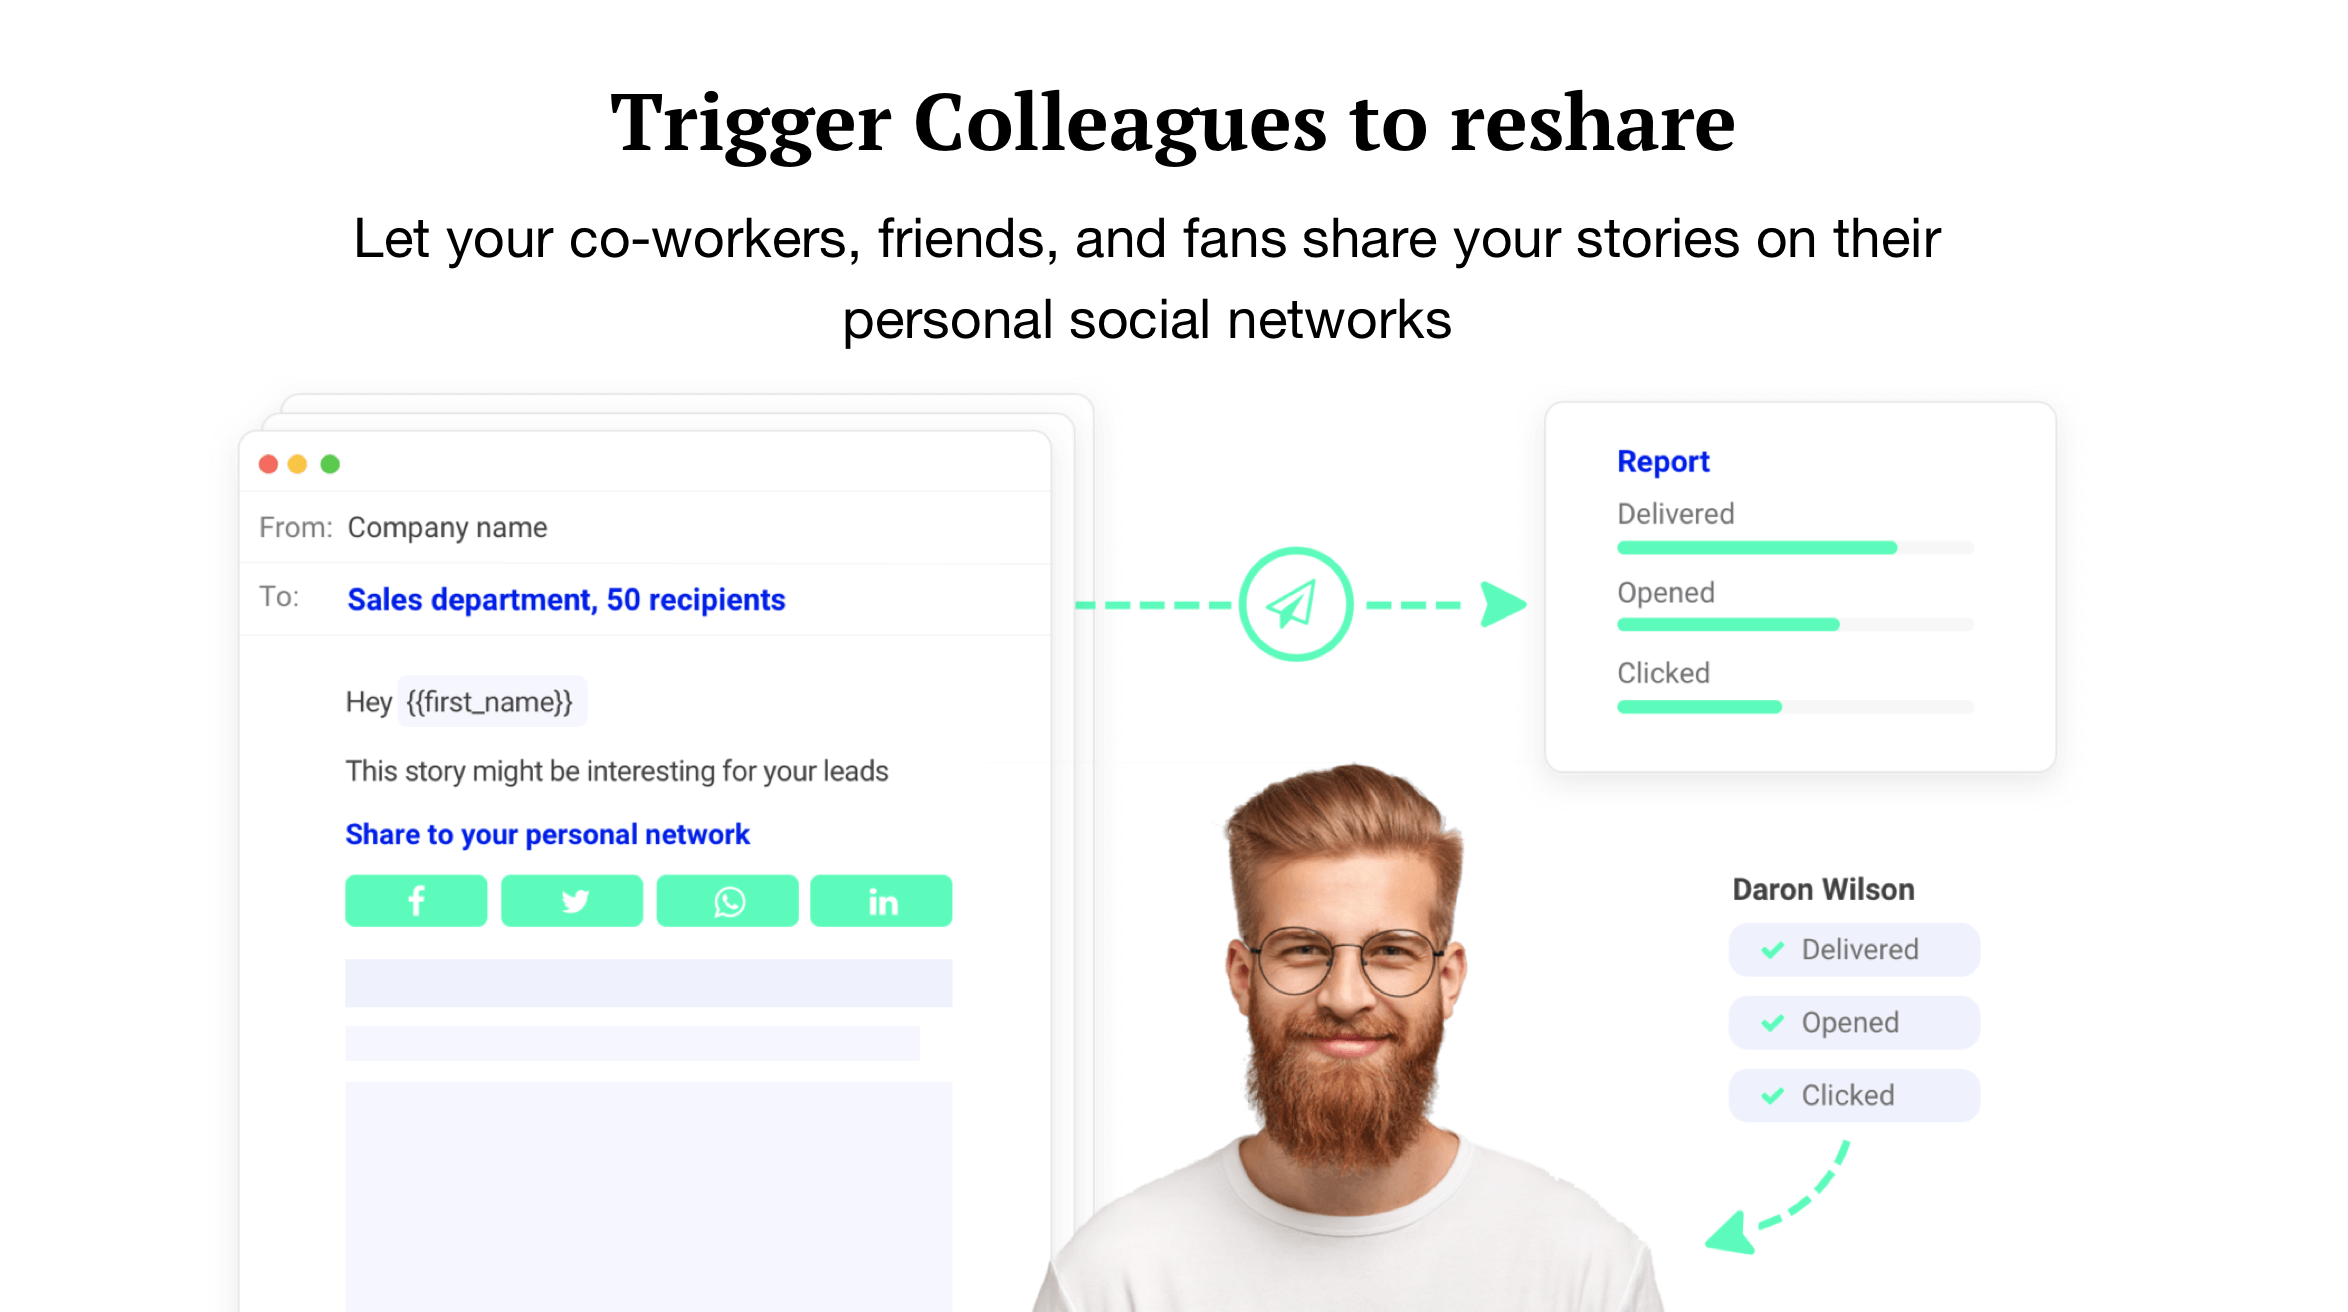 Trigger Colleagues to reshare
Let your co-workers, friends, and fans share your stories on their
personal social networks
From: Company name
To: Sales department, 50 recipients
Hey {{first_name}}
This story might be interesting for your leads
Share to your personal network
f
in
Report
Delivered
Opened
Clicked
Daron Wilson
Delivered
Opened
Clicked